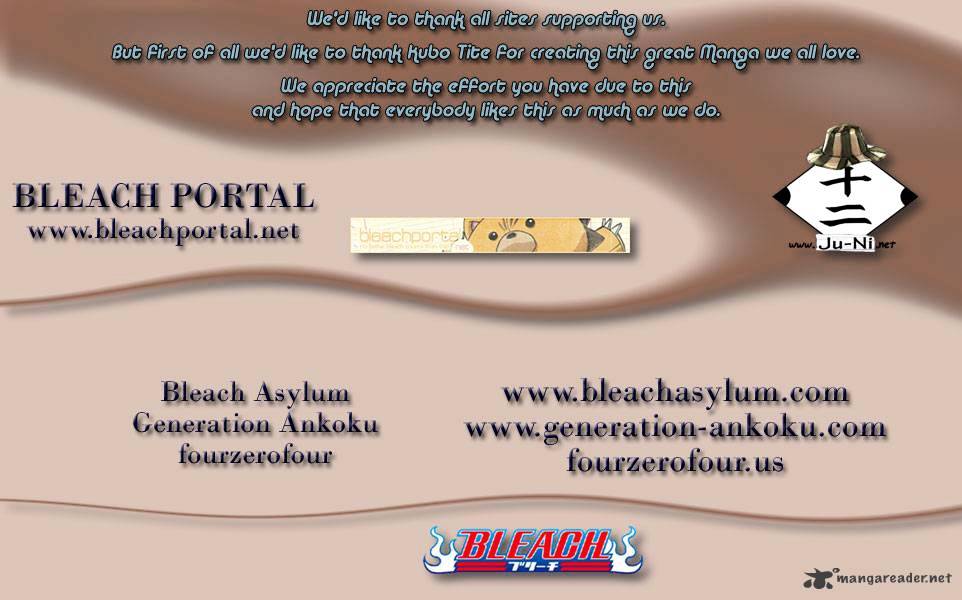 We'd like to thank all sites supporting us.
But first of all we'd like to thank Kubo Tite for creating this great Manga we all love.
We appreciate the effort you have due to this
and hope that everybody likes this as much as we do.
BLEACH PORTAL
www.bleachportal.net
bleachportal
.net
十二
www.Ju-Ni.net
Bleach Asylum
Generation Ankoku
fourzerofour
www.bleachasylum.com
www.generation-ankoku.com
fourzerofour.us
BLEACH
ブリーチ
mangareader.net